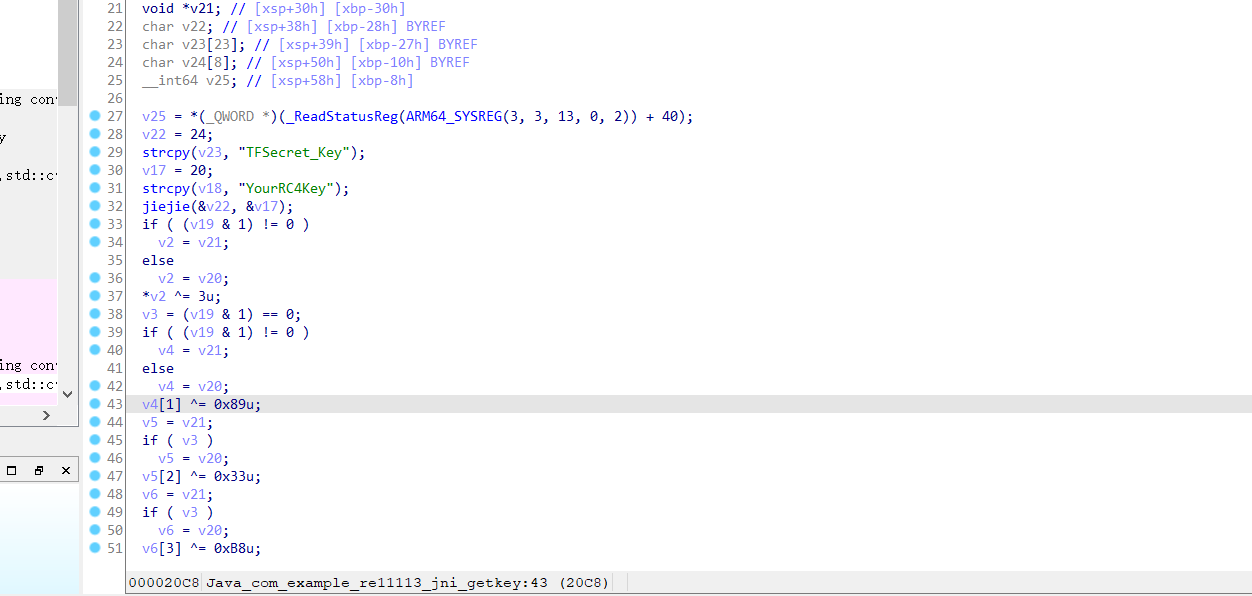 21 void *v21; // [xsp+30h] [xbp-30h]
22 char v22; // [xsp+38h] [xbp-28h] BYREF
23 char v23[23]; // [xsp+39h] [xbp-27h] BYREF
24 char v24[8]; // [xsp+50h] [xbp-10h] BYREF
25 __int64 v25; // [xsp+58h] [xbp-8h]
26
27 v25 = *(_QWORD *)(_ReadStatusReg(ARM64_SYSREG(3, 3, 13, 0, 2)) + 40);
28 v22 = 24;
29 strcpy(v23, "TFSecret_Key");
30 v17 = 20;
31 strcpy(v18, "YourRC4Key");
32 jiejie(&v22, &v17);
33 if ( (v19 & 1) != 0 )
34 v2 = v21;
35 else
36 v2 = v20;
37 *v2 ^= 3u;
38 v3 = (v19 & 1) == 0;
39 if ( (v19 & 1) != 0 )
40 v4 = v21;
41 else
42 v4 = v20;
43 v4[1] ^= 0x89u;
44 v5 = v21;
45 if ( v3 )
46 v5 = v20;
47 v5[2] ^= 0x33u;
48 v6 = v21;
49 if ( v3 )
50 v6 = v20;
51 v6[3] ^= 0xB8u;
000020C8 Java_com_example_re11113_jni_getkey:43 (20C8)
ing con
y
,std::c
ing con
,std::c